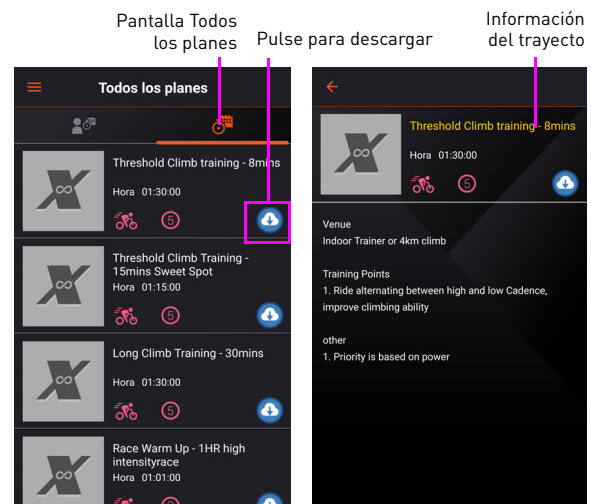 Pantalla Todos
los planes
Pulse para descargar
Información
del trayecto
Todos los planes
Threshold Climb training - 8mins
Hora 01:30:00
5
Threshold Climb Training -
15mins Sweet Spot
Hora 01:15:00
5
Long Climb Training - 30mins
Hora 01:30:00
5
Race Warm Up - 1HR high
intensityrace
Hora 01:01:00
Threshold Climb training - 8mins
Hora 01:30:00
5
Venue
Indoor Trainer or 4km climb
Training Points
1. Ride alternating between high and low Cadence,
improve climbing ability
other
1. Priority is based on power